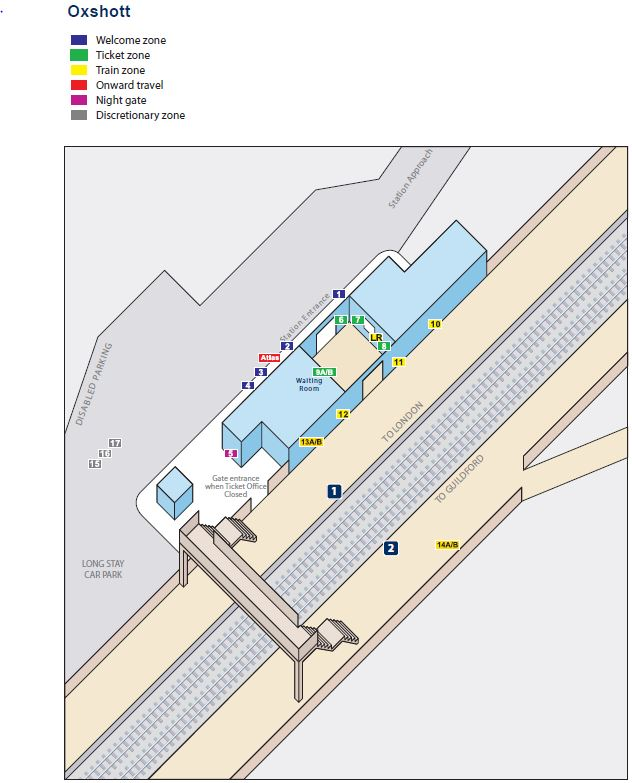 Oxshott
Welcome zone
Ticket zone
Train zone
Onward travel
Night gate
Discretionary zone
Station Approach
Station Entrance
1
10
6
7
LR
8
2
Atlas
11
3
9A/B
4
Waiting
Room
12
DISABLED PARKING
TO LONDON
13A/B
17
16
15
5
Gate entrance
when Ticket Office
Closed
TO GUILDFORD
1
2
14A/B
LONG STAY
CAR PARK